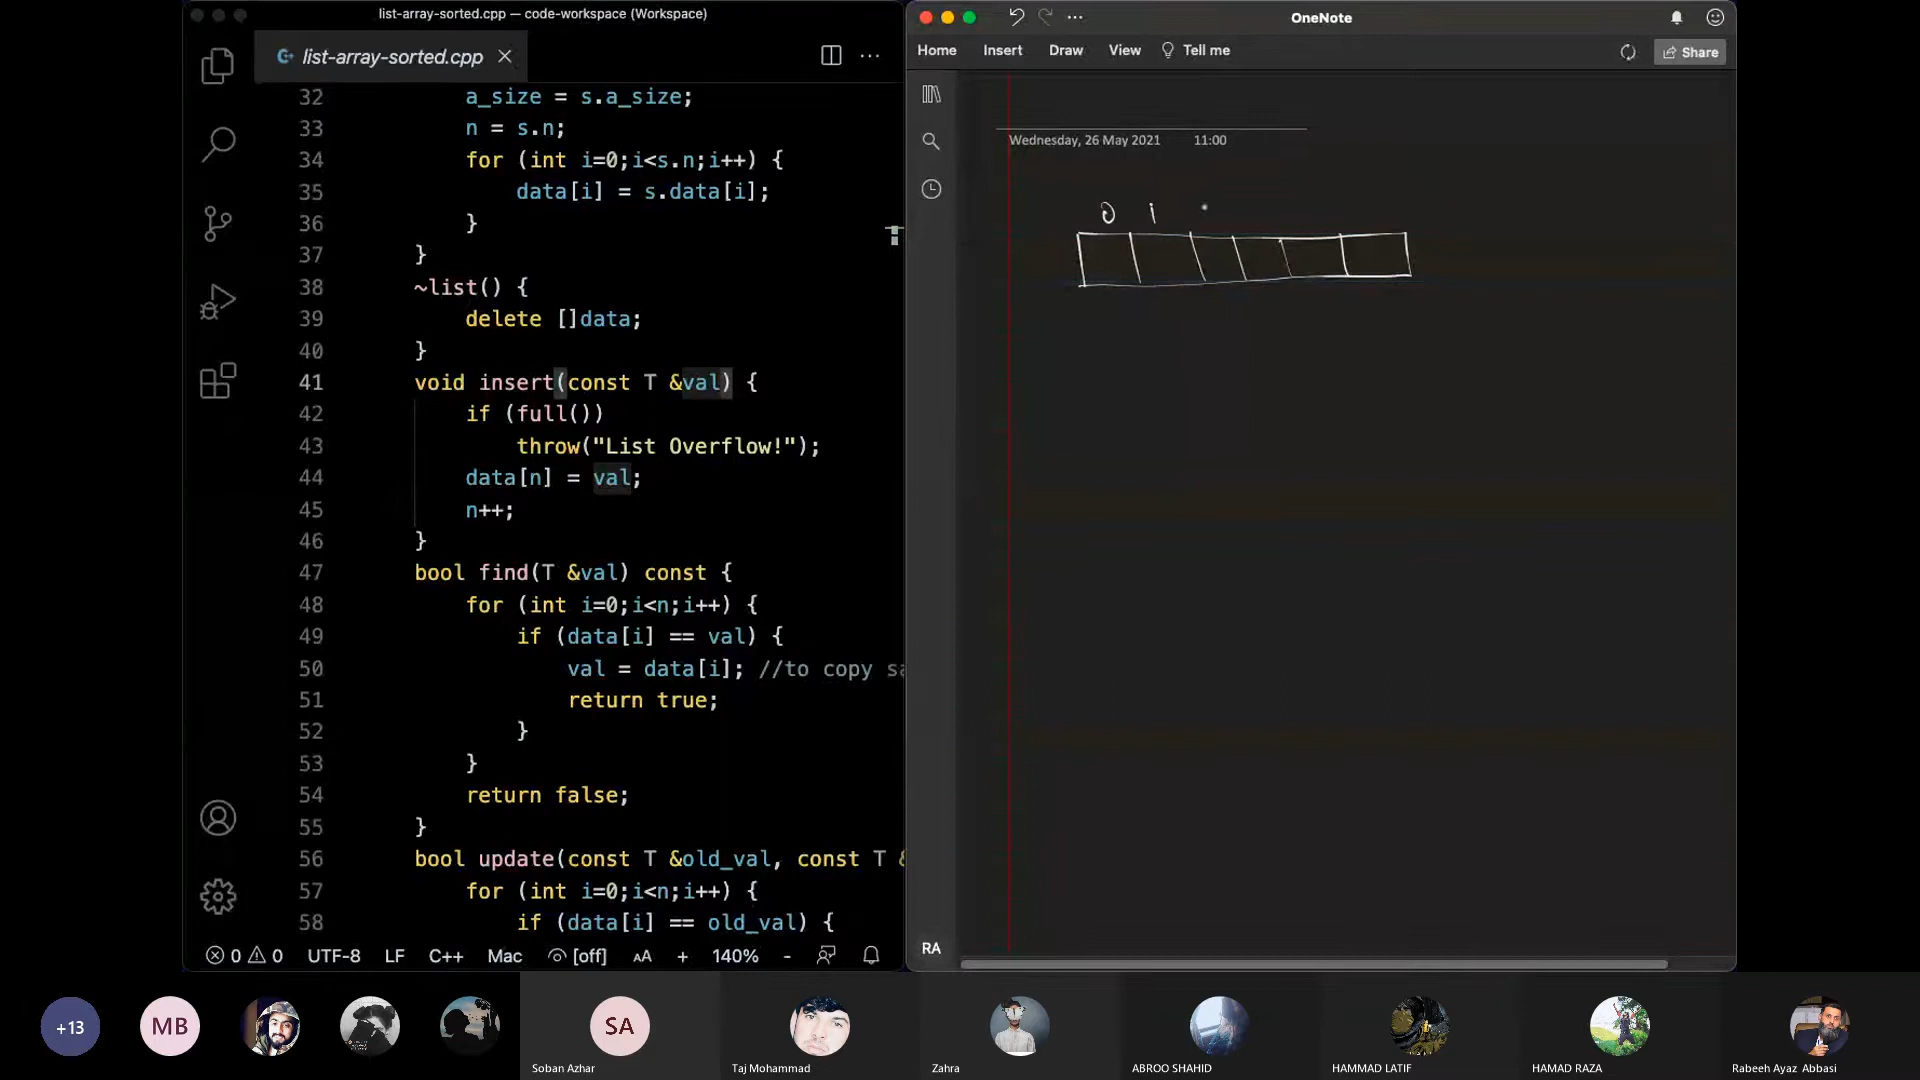 list-array-sorted.cpp — code-workspace (Workspace)
list-array-sorted.cpp
32 a_size = s.a_size;
33 n = s.n;
34 for (int i=0;i<s.n;i++) {
35 data[i] = s.data[i];
36 }
37 }
38 ~list() {
39 delete []data;
40 }
41 void insert(const T &val) {
42 if (full())
43 throw("List Overflow!");
44 data[n] = val;
45 n++;
46 }
47 bool find(T &val) const {
48 for (int i=0;i<n;i++) {
49 if (data[i] == val) {
50 val = data[i]; //to copy sa
51 return true;
52 }
53 }
54 return false;
55 }
56 bool update(const T &old_val, const T &
57 for (int i=0;i<n;i++) {
58 if (data[i] == old_val) {
0 0 UTF-8 LF C++ Mac [off] AA + 140% -
OneNote
Home Insert Draw View Tell me Share
Wednesday, 26 May 2021 11:00
0 1
RA
+13 MB SA
Soban Azhar Taj Mohammad Zahra ABROO SHAHID HAMMAD LATIF HAMAD RAZA Rabeeh Ayaz Abbasi